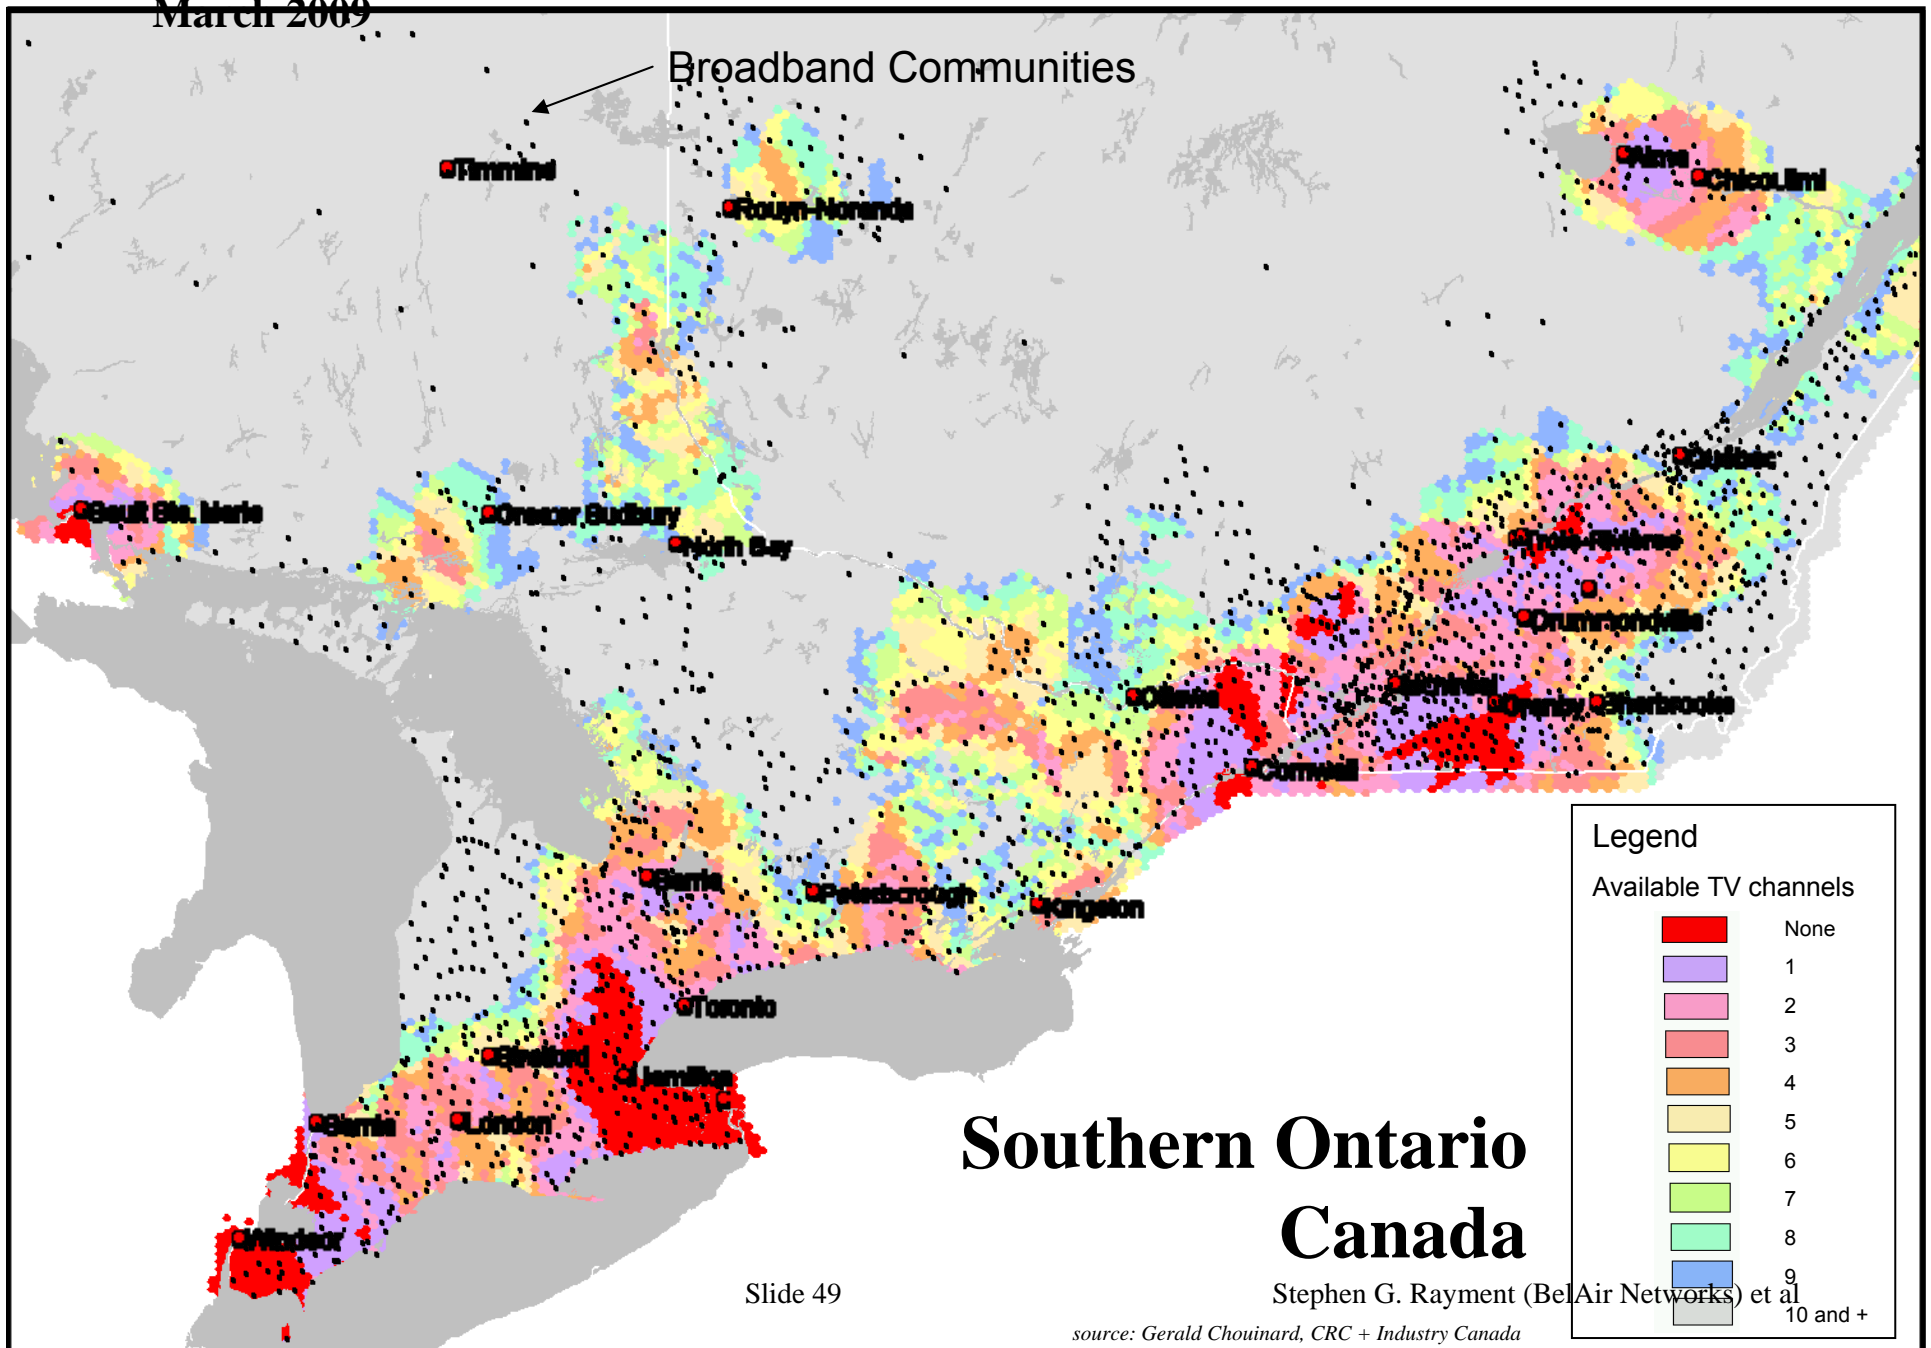 March 2009
Broadband Communities
Timmins
Rouyn-Noranda
Alma
Chicoutimi
Québec
Sault Ste. Marie
Greater Sudbury
North Bay
Trois-Rivières
Drummondville
Ottawa
Montréal
Granby
Sherbrooke
Cornwall
Barrie
Peterborough
Kingston
Toronto
Stratford
Hamilton
Sarnia
London
Windsor
Legend
Available TV channels
None
1
2
3
4
5
6
7
8
9
10 and +
Southern Ontario
Canada
Slide 49
Stephen G. Rayment (BelAir Networks) et al
source: Gerald Chouinard, CRC + Industry Canada